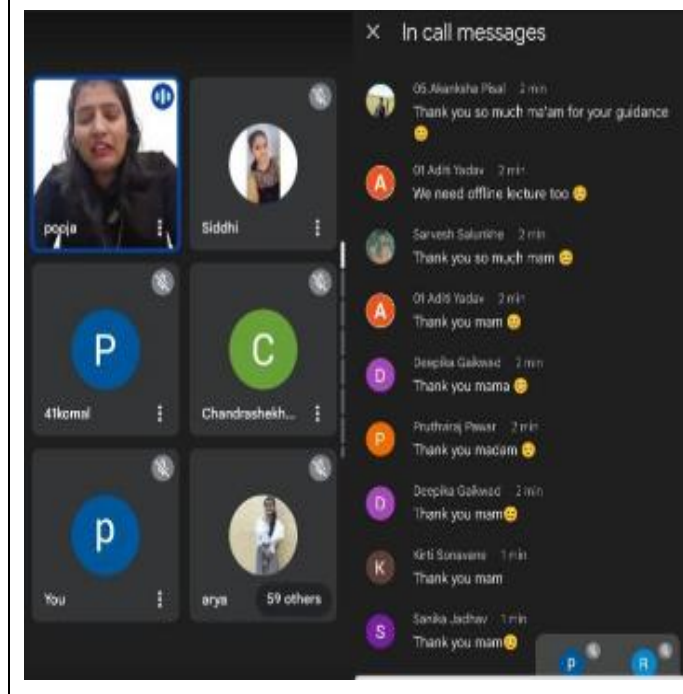 In call messages
pooja
Siddhi
P
41komal
C
Chandrashekh...
p
You
arya
59 others
05 Akanksha Pisal 2 min
Thank you so much ma'am for your guidance
A
01 Aditi Yadav 2 min
We need offline lecture too
Sarvesh Salunkhe 2 min
Thank you so much mam
A
01 Aditi Yadav 2 min
Thank you mam
D
Deepika Gaikwad 2 min
Thank you mama
P
Pruthviraj Pawar 2 min
Thank you madam
D
Deepika Gaikwad 2 min
Thank you mam
K
Kirti Sonavane 1 min
Thank you mam
S
Sanika Jadhav 1 min
Thank you mam
P
R